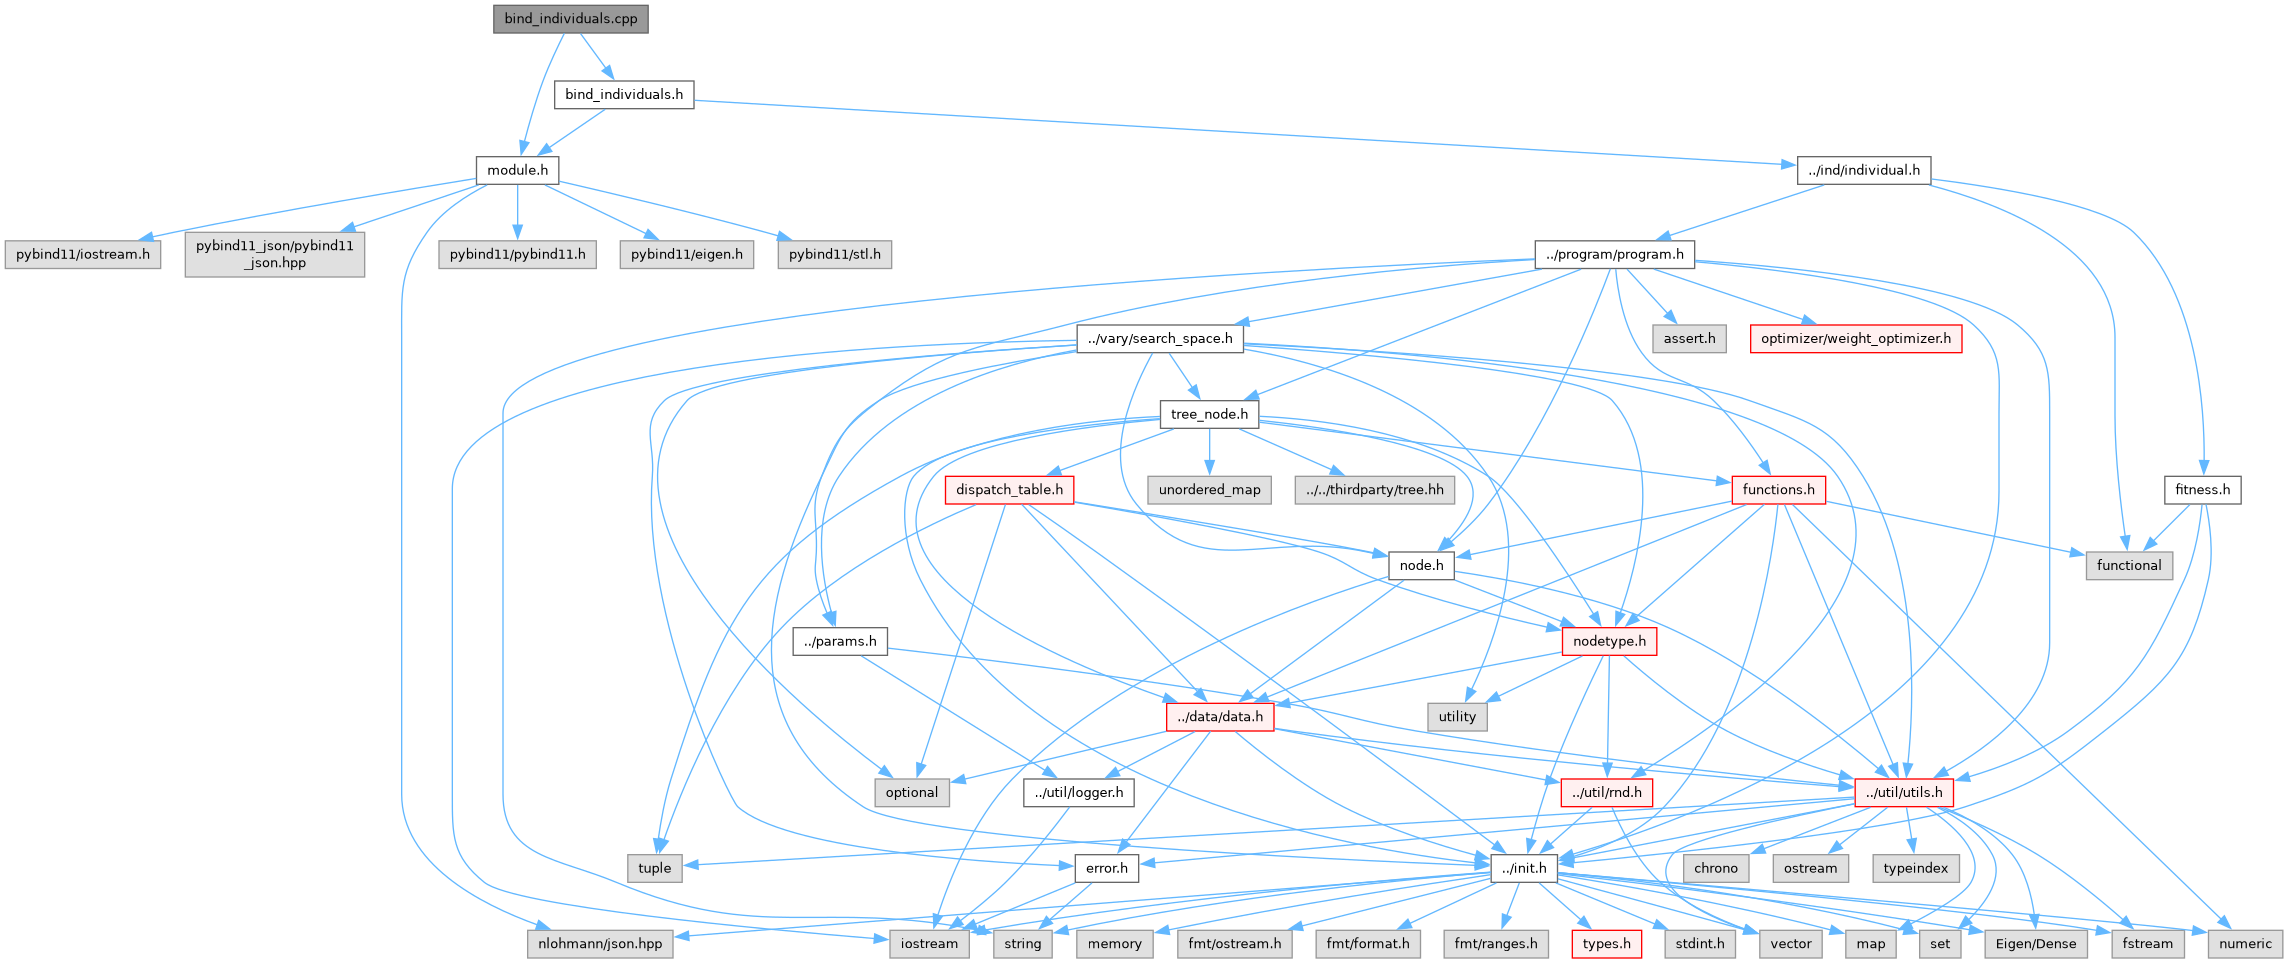 bind_individuals.cpp
bind_individuals.h
module.h
../ind/individual.h
pybind11/iostream.h
pybind11_json/pybind11
_json.hpp
pybind11/pybind11.h
pybind11/eigen.h
pybind11/stl.h
../program/program.h
../vary/search_space.h
assert.h
optimizer/weight_optimizer.h
tree_node.h
dispatch_table.h
unordered_map
../../thirdparty/tree.hh
functions.h
fitness.h
node.h
functional
../params.h
nodetype.h
../data/data.h
utility
optional
../util/logger.h
../util/rnd.h
../util/utils.h
tuple
error.h
../init.h
chrono
ostream
typeindex
nlohmann/json.hpp
iostream
string
memory
fmt/ostream.h
fmt/format.h
fmt/ranges.h
types.h
stdint.h
vector
map
set
Eigen/Dense
fstream
numeric